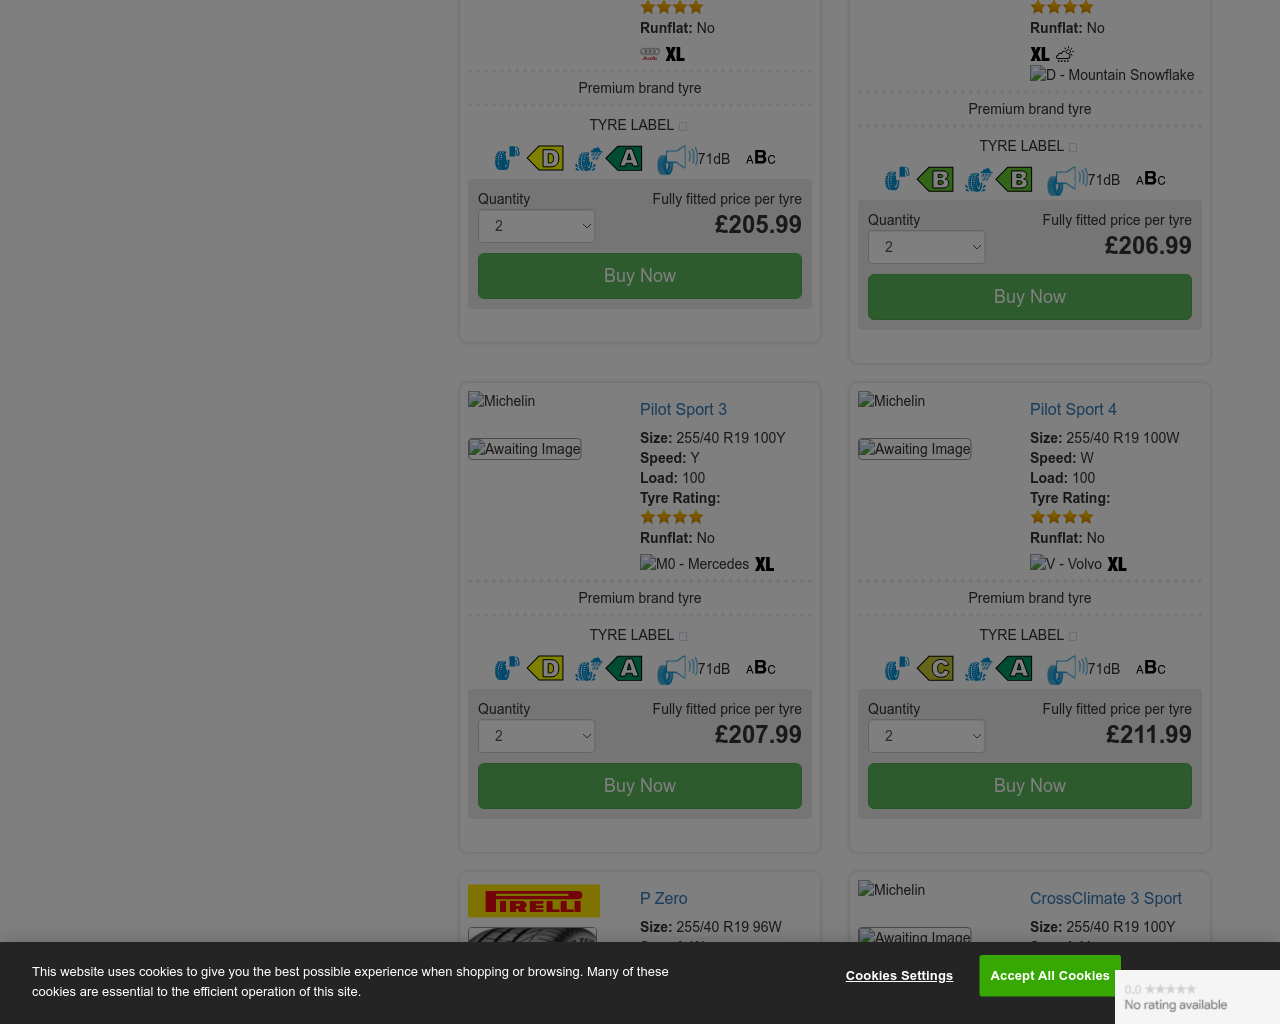 Runflat: No
Audi XL
Premium brand tyre
TYRE LABEL
D A 71dB ABC
Quantity Fully fitted price per tyre
2 £205.99
Buy Now
Runflat: No
XL
D - Mountain Snowflake
Premium brand tyre
TYRE LABEL
B B 71dB ABC
Quantity Fully fitted price per tyre
2 £206.99
Buy Now
Michelin
Awaiting Image
Pilot Sport 3
Size: 255/40 R19 100Y
Speed: Y
Load: 100
Tyre Rating:
Runflat: No
M0 - Mercedes XL
Premium brand tyre
TYRE LABEL
D A 71dB ABC
Quantity Fully fitted price per tyre
2 £207.99
Buy Now
Michelin
Awaiting Image
Pilot Sport 4
Size: 255/40 R19 100W
Speed: W
Load: 100
Tyre Rating:
Runflat: No
V - Volvo XL
Premium brand tyre
TYRE LABEL
C A 71dB ABC
Quantity Fully fitted price per tyre
2 £211.99
Buy Now
PIRELLI
P Zero
Size: 255/40 R19 96W
Michelin
Awaiting Image
CrossClimate 3 Sport
Size: 255/40 R19 100Y
This website uses cookies to give you the best possible experience when shopping or browsing. Many of these
cookies are essential to the efficient operation of this site.
Cookies Settings
Accept All Cookies
0.0
No rating available